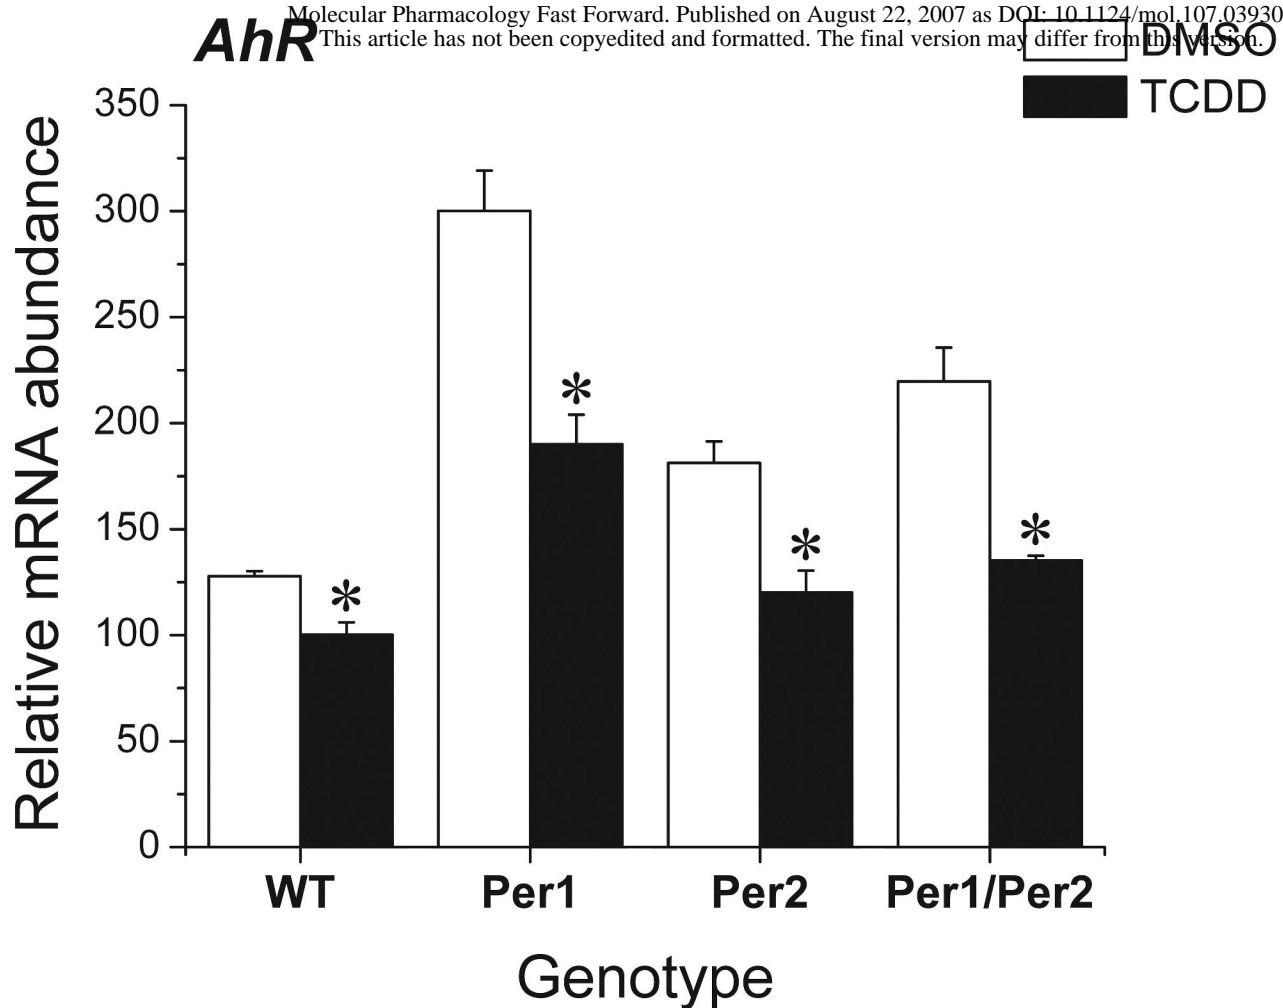 Molecular Pharmacology Fast Forward. Published on August 22, 2007 as DOI: 10.1124/mol.107.03930
This article has not been copyedited and formatted. The final version may differ from this version.
AhR
DMSO
TCDD
Relative mRNA abundance
350
300
250
200
150
100
50
0
*
*
*
*
WT Per1 Per2 Per1/Per2
Genotype